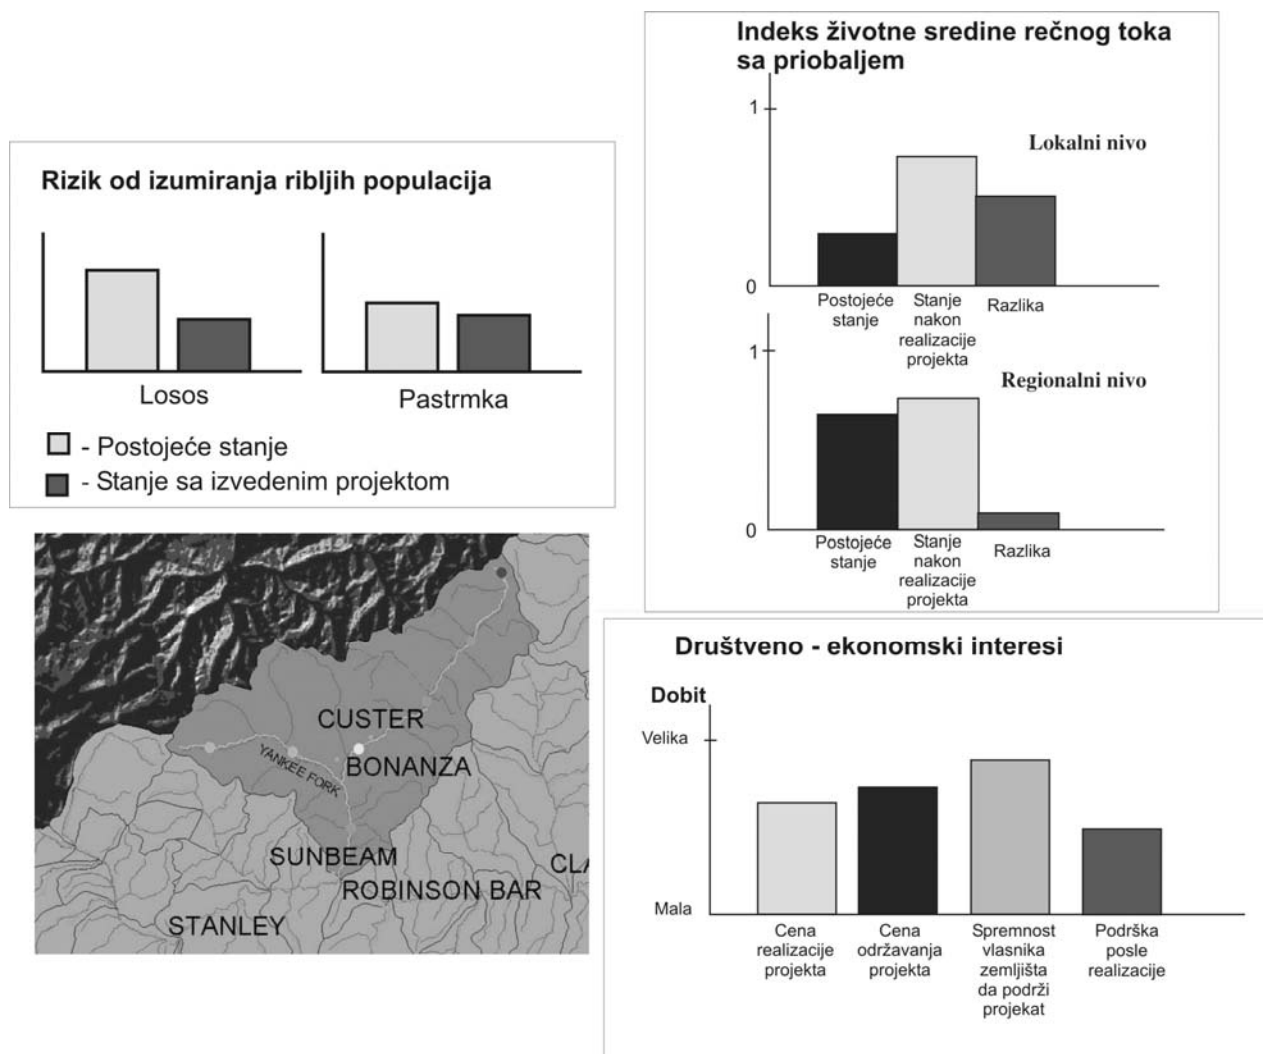 Rizik od izumiranja ribljih populacija
Losos
Pastrmka
- Postojeće stanje
- Stanje sa izvedenim projektom
Indeks životne sredine rečnog toka
sa priobaljem
1
Lokalni nivo
0
Postojeće
stanje
Stanje
nakon
realizacije
projekta
Razlika
1
Regionalni nivo
0
Postojeće
stanje
Stanje
nakon
realizacije
projekta
Razlika
CUSTER
YANKEE FORK
BONANZA
SUNBEAM
CLA
ROBINSON BAR
STANLEY
Društveno - ekonomski interesi
Dobit
Velika
Mala
Cena
realizacije
projekta
Cena
održavanja
projekta
Spremnost
vlasnika
zemljišta
da podrži
projekat
Podrška
posle
realizacije